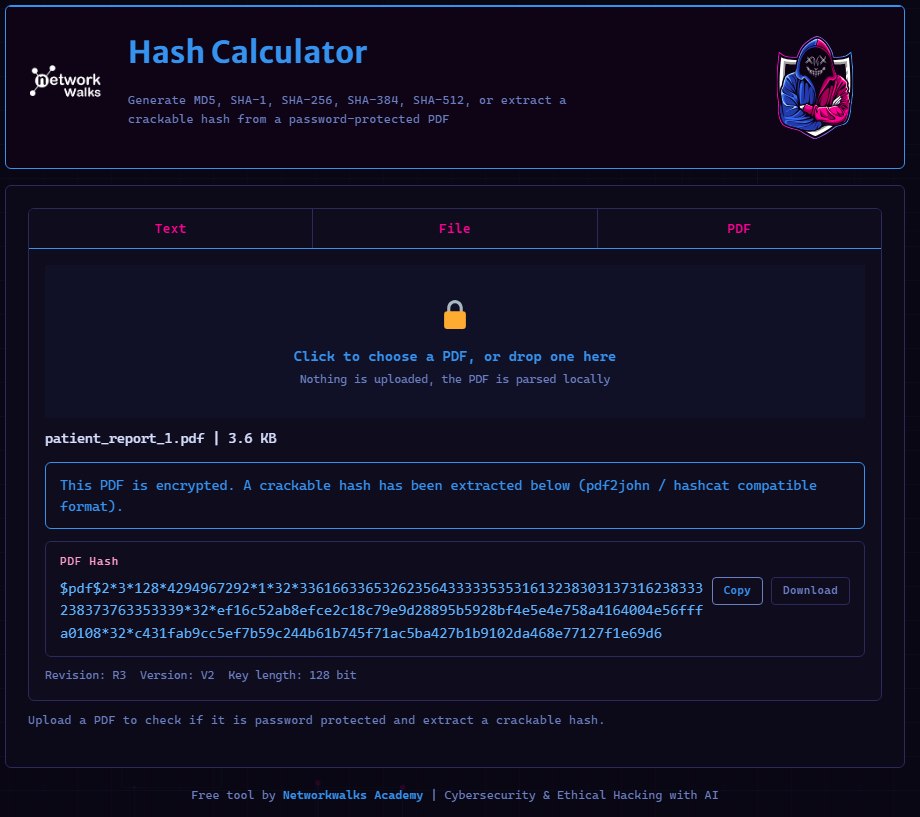 network
Walks
Hash Calculator
Generate MD5, SHA-1, SHA-256, SHA-384, SHA-512, or extract a
crackable hash from a password-protected PDF
Text
File
PDF
Click to choose a PDF, or drop one here
Nothing is uploaded, the PDF is parsed locally
patient_report_1.pdf | 3.6 KB
This PDF is encrypted. A crackable hash has been extracted below (pdf2john / hashcat compatible
format).
PDF Hash
$pdf$2*3*128*4294967292*1*32*3361663365326235643333353531613238303137316238333
238373763353339*32*ef16c52ab8efce2c18c79e9d28895b5928bf4e5e4e758a4164004e56fff
a0108*32*c431fab9cc5ef7b59c244b61b745f71ac5ba427b1b9102da468e77127f1e69d6
Copy
Download
Revision: R3 Version: V2 Key length: 128 bit
Upload a PDF to check if it is password protected and extract a crackable hash.
Free tool by Networkwalks Academy | Cybersecurity & Ethical Hacking with AI